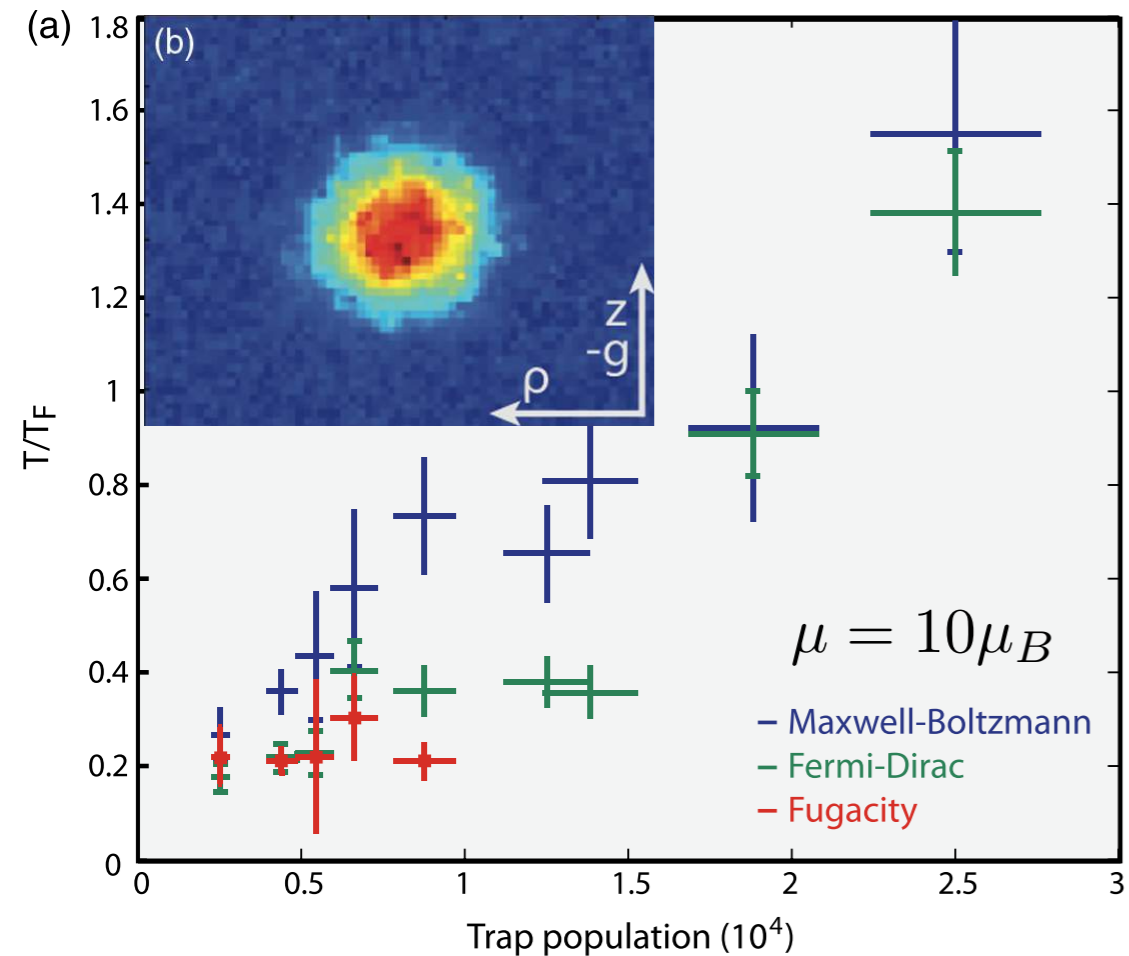 (a)
(b)
1.8
1.6
1.4
1.2
1
0.8
0.6
0.4
0.2
0
T/T_F
z
-g
ρ
μ = 10μ_B
Maxwell-Boltzmann
Fermi-Dirac
Fugacity
0 0.5 1 1.5 2 2.5 3
Trap population (10⁴)